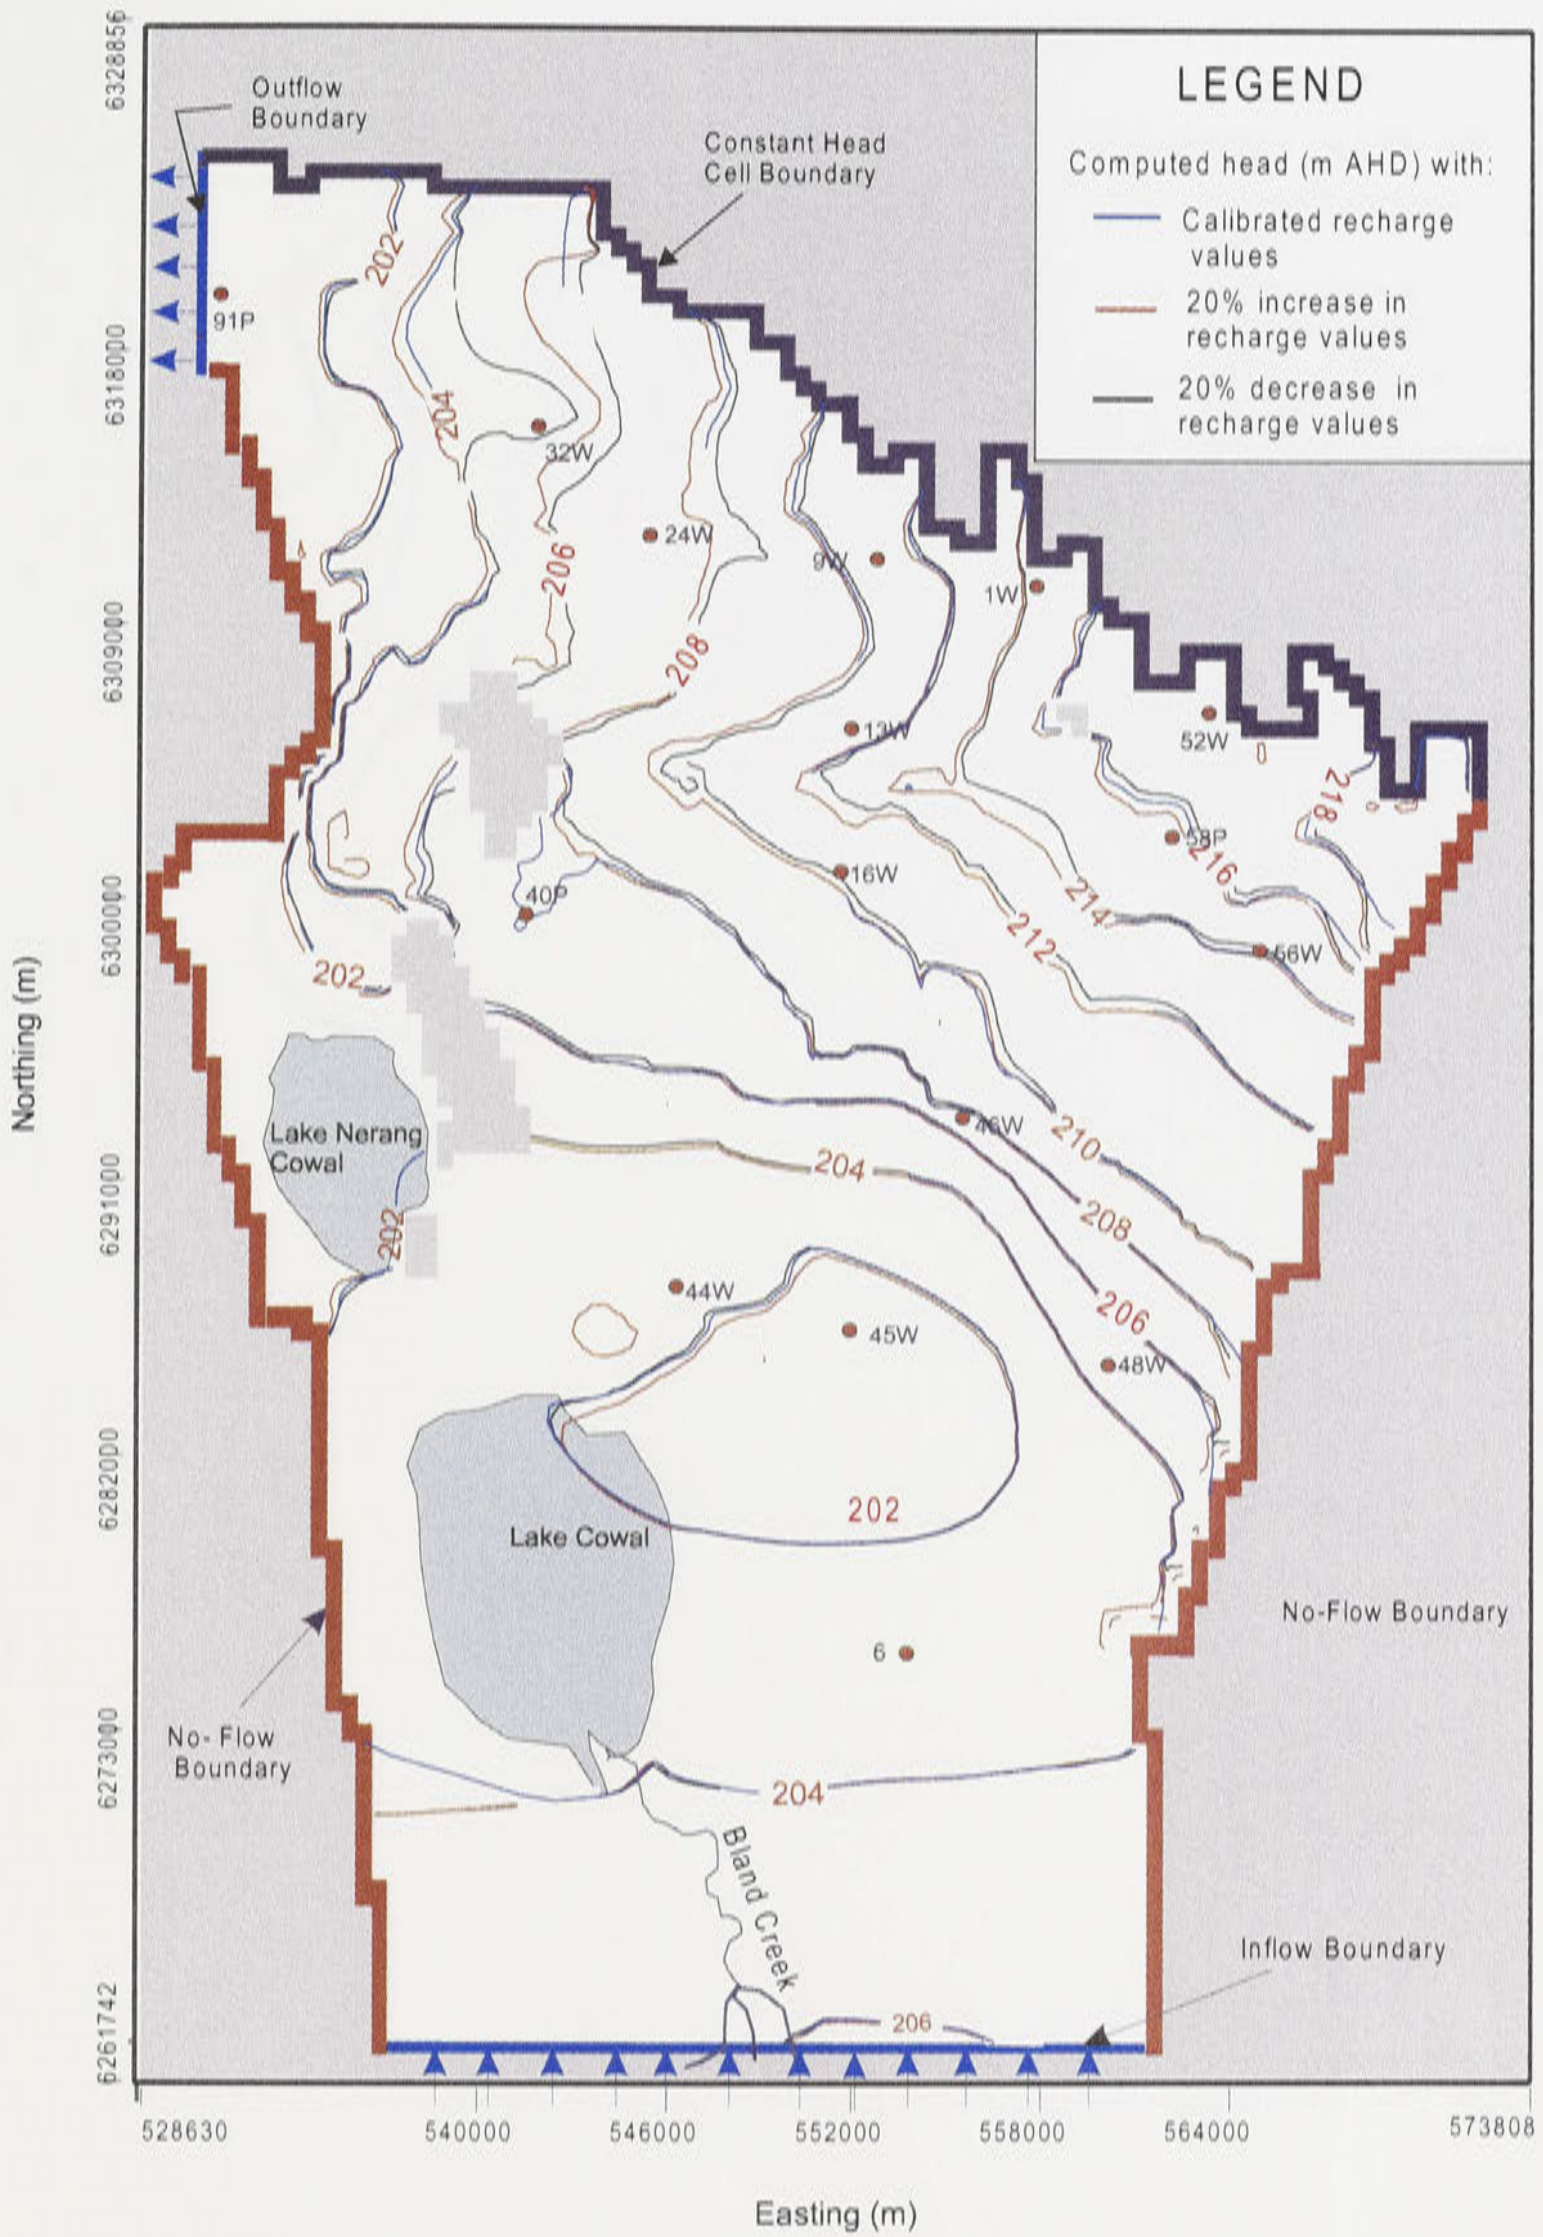 6328856
6318000
6309000
6300000
6291000
6282000
6273000
6261742
Northing (m)
Outflow
Boundary
Constant Head
Cell Boundary
LEGEND
Computed head (m AHD) with:
Calibrated recharge
values
20% increase in
recharge values
20% decrease in
recharge values
91P
202
204
32W
24W
206
9W
1W
208
13W
52W
218
58P
216
16W
214
40P
212
56W
202
46W
210
Lake Nerang
Cowal
204
208
202
44W
206
45W
48W
202
Lake Cowal
No-Flow Boundary
6
No- Flow
Boundary
204
Bland Creek
Inflow Boundary
206
528630
540000
546000
552000
558000
564000
573808
Easting (m)